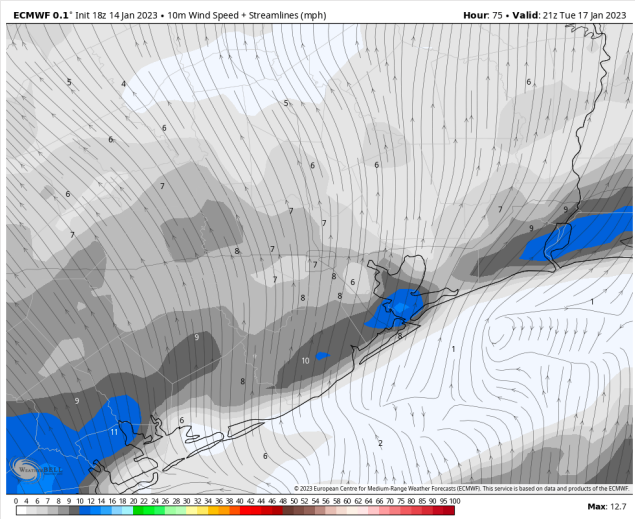 ECMWF 0.1° Init 18z 14 Jan 2023 • 10m Wind Speed + Streamlines (mph) Hour: 75 • Valid: 21z Tue 17 Jan 2023
5 4 6
5
6 6
6 6
6 7
7 7 9
7 7 9
8 7
7 8 6
7
8 8 1
9 8
1
10
8
9
6
11
2
6
WeatherBELL
© 2023 European Centre for Medium-Range Weather Forecasts (ECMWF). This service is based on data and products of the ECMWF.
0 4 6 7 8 9 10 12 14 16 18 20 22 24 26 28 30 32 34 36 38 40 42 44 46 48 50 52 54 56 58 60 62 64 66 68 70 75 80 85 90 95 100
Max: 12.7